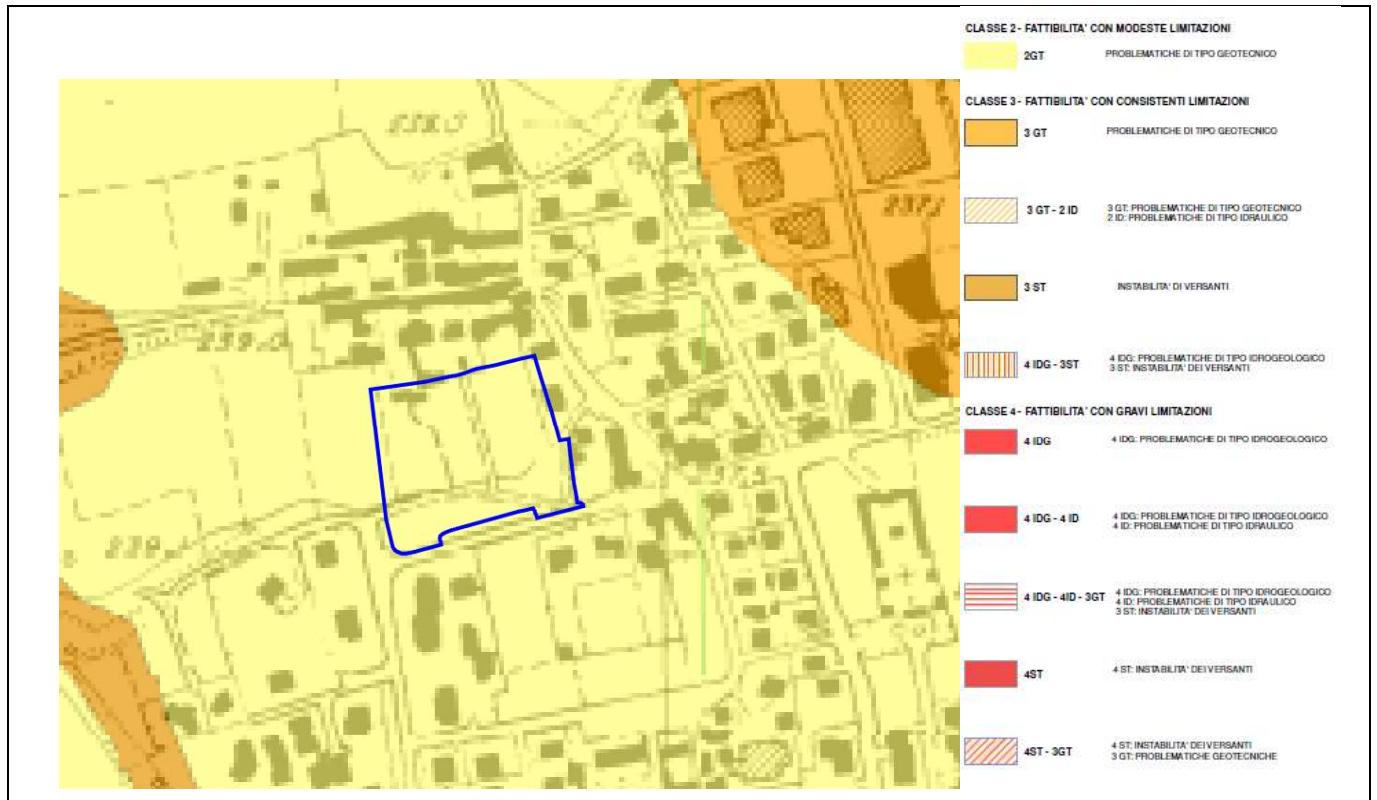 CLASSE 2 - FATTIBILITA' CON MODESTE LIMITAZIONI
2GT PROBLEMATICHE DI TIPO GEOTECNICO
CLASSE 3 - FATTIBILITA' CON CONSISTENTI LIMITAZIONI
3 GT PROBLEMATICHE DI TIPO GEOTECNICO
3 GT - 2 ID 3 GT: PROBLEMATICHE DI TIPO GEOTECNICO
2 ID: PROBLEMATICHE DI TIPO IDRAULICO
3 ST INSTABILITA' DI VERSANTI
4 IDG - 3ST 4 IDG: PROBLEMATICHE DI TIPO IDROGEOLOGICO
3 ST: INSTABILITA' DEI VERSANTI
CLASSE 4 - FATTIBILITA' CON GRAVI LIMITAZIONI
4 IDG 4 IDG: PROBLEMATICHE DI TIPO IDROGEOLOGICO
4 IDG - 4 ID 4 IDG: PROBLEMATICHE DI TIPO IDROGEOLOGICO
4 ID: PROBLEMATICHE DI TIPO IDRAULICO
4 IDG - 4ID - 3GT 4 IDG: PROBLEMATICHE DI TIPO IDROGEOLOGICO
4 ID: PROBLEMATICHE DI TIPO IDRAULICO
3 ST: INSTABILITA' DEI VERSANTI
4ST 4 ST: INSTABILITA' DEI VERSANTI
4ST - 3GT 4 ST: INSTABILITA' DEI VERSANTI
3 GT: PROBLEMATICHE GEOTECNICHE
239.0
239